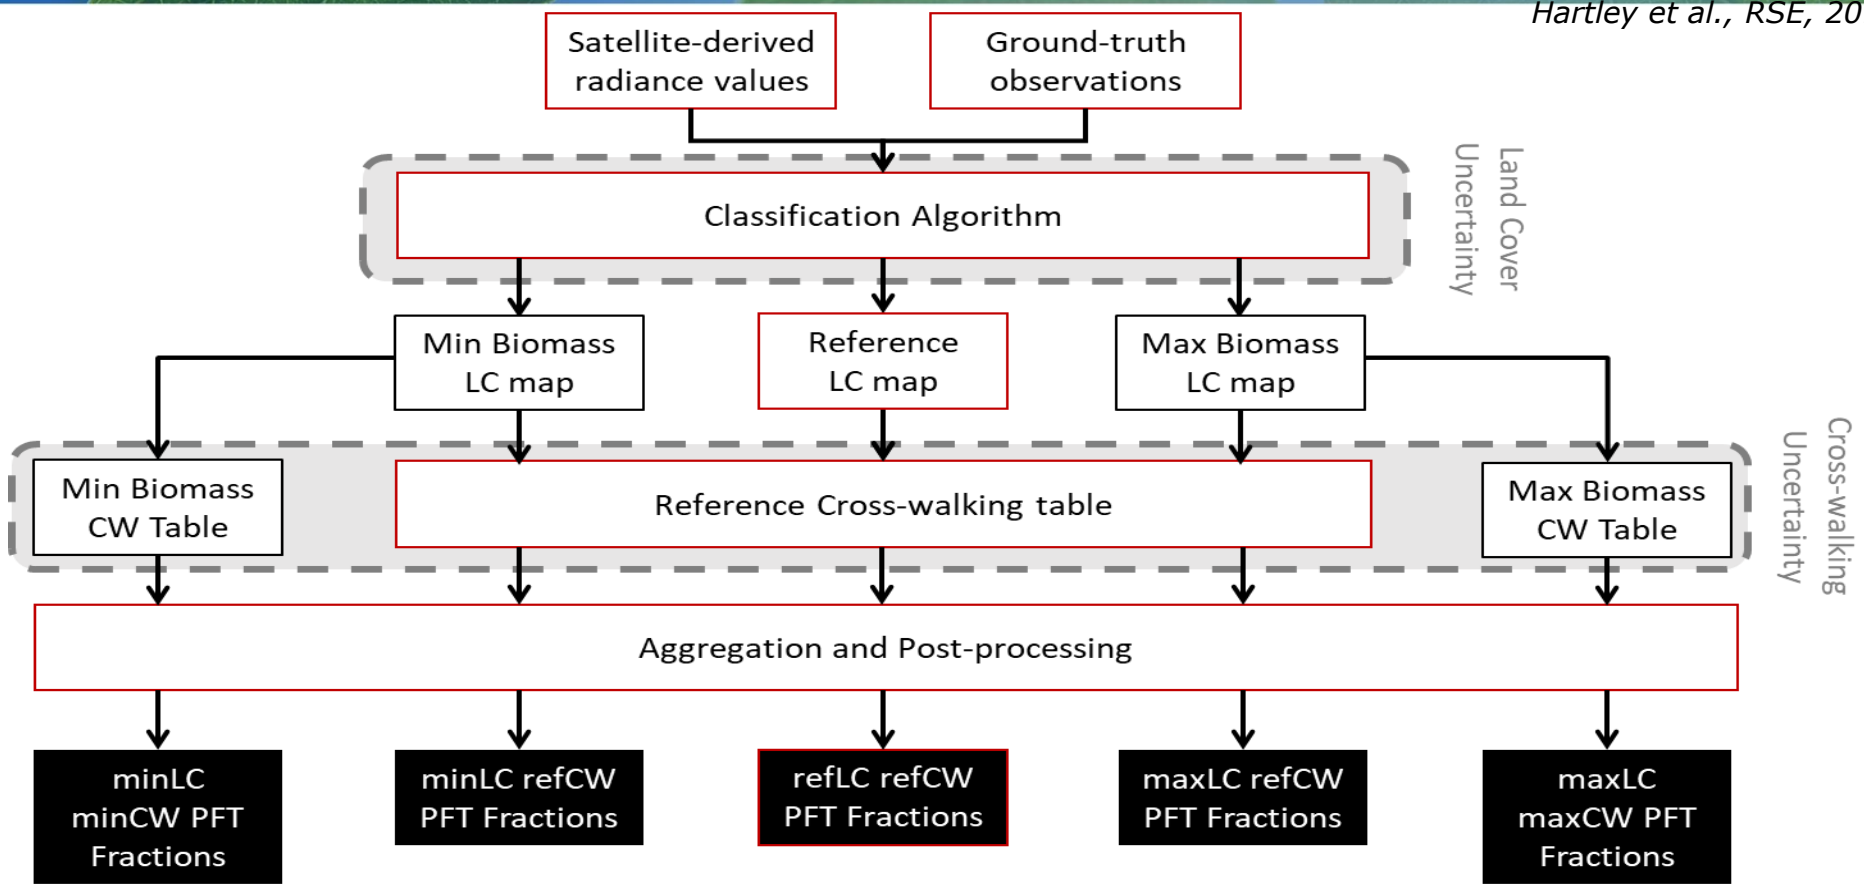 Hartley et al., RSE, 20
Satellite-derived
radiance values
Ground-truth
observations
Classification Algorithm
Land Cover
Uncertainty
Min Biomass
LC map
Reference
LC map
Max Biomass
LC map
Min Biomass
CW Table
Reference Cross-walking table
Max Biomass
CW Table
Cross-walking
Uncertainty
Aggregation and Post-processing
minLC
minCW PFT
Fractions
minLC refCW
PFT Fractions
refLC refCW
PFT Fractions
maxLC refCW
PFT Fractions
maxLC
maxCW PFT
Fractions